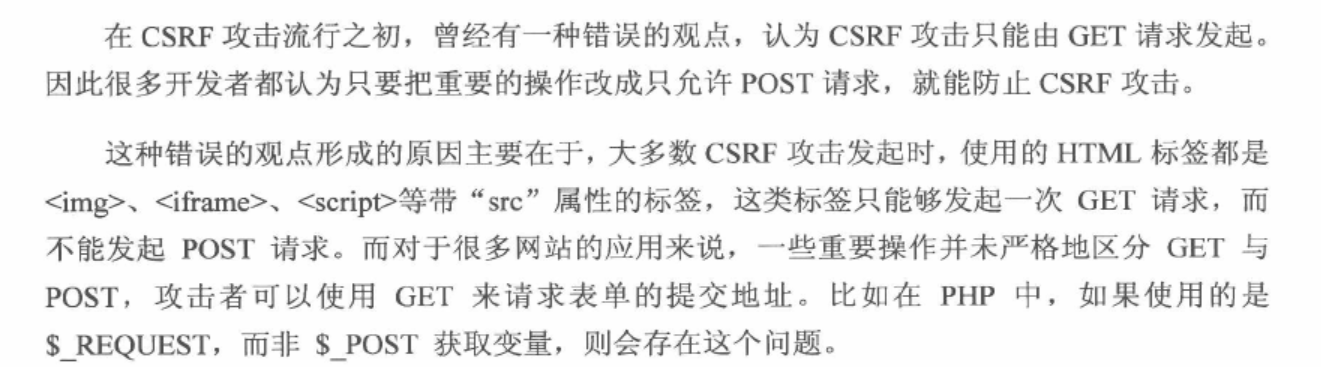 在 CSRF 攻击流行之初，曾经有一种错误的观点，认为 CSRF 攻击只能由 GET 请求发起。
因此很多开发者都认为只要把重要的操作改成只允许 POST 请求，就能防止 CSRF 攻击。
这种错误的观点形成的原因主要在于，大多数 CSRF 攻击发起时，使用的 HTML 标签都是
<img>、<iframe>、<script>等带“src”属性的标签，这类标签只能够发起一次 GET 请求，而
不能发起 POST 请求。而对于很多网站的应用来说，一些重要操作并未严格地区分 GET 与
POST，攻击者可以使用 GET 来请求表单的提交地址。比如在 PHP 中，如果使用的是
$_REQUEST，而非 $_POST 获取变量，则会存在这个问题。